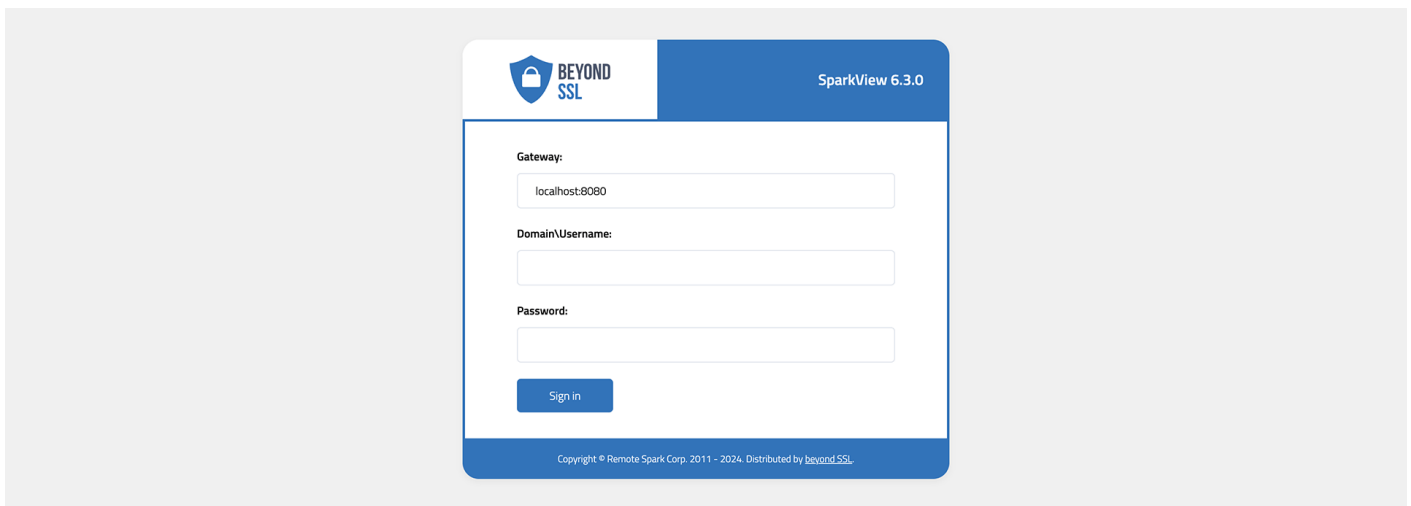 BEYOND
SSL
SparkView 6.3.0
Gateway:
localhost:8080
Domain\Username:
Password:
Sign in
Copyright © Remote Spark Corp. 2011 - 2024. Distributed by beyond SSL.